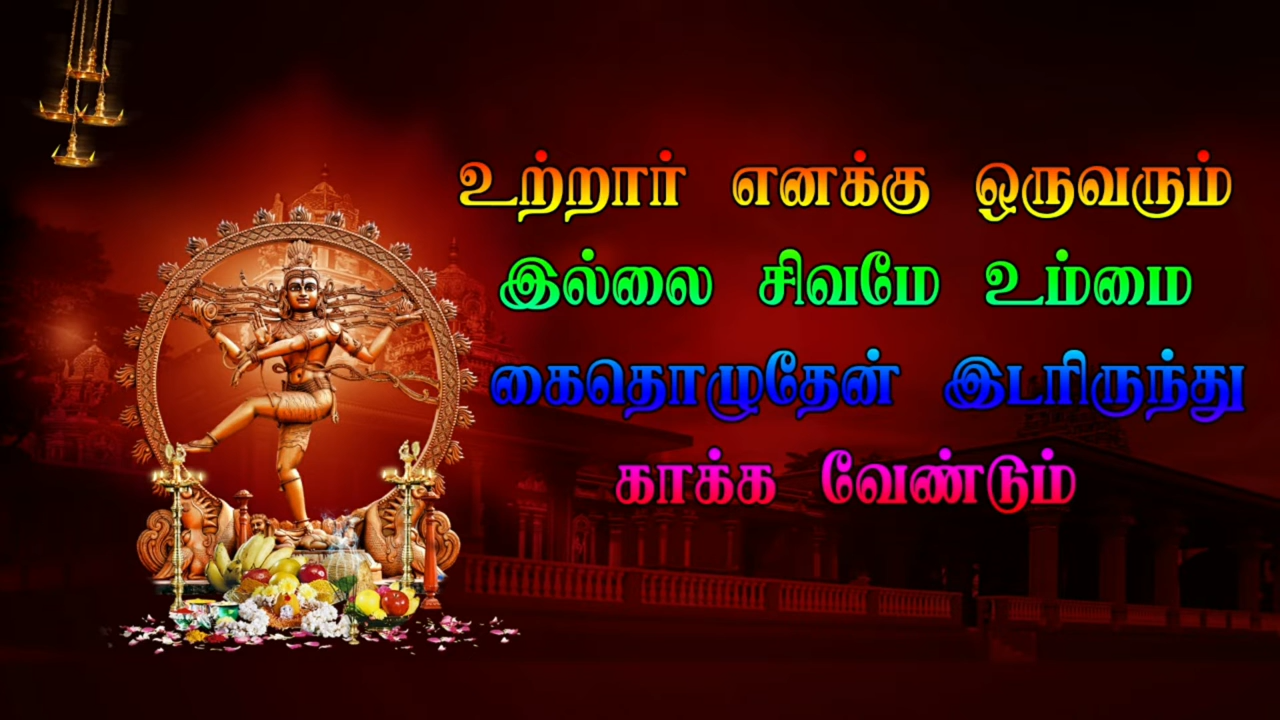 உற்றார் எனக்கு ஒருவரும்
இல்லை சிவமே உம்மை
கைதொழுதேன் இடரிருந்து
காக்க வேண்டும்